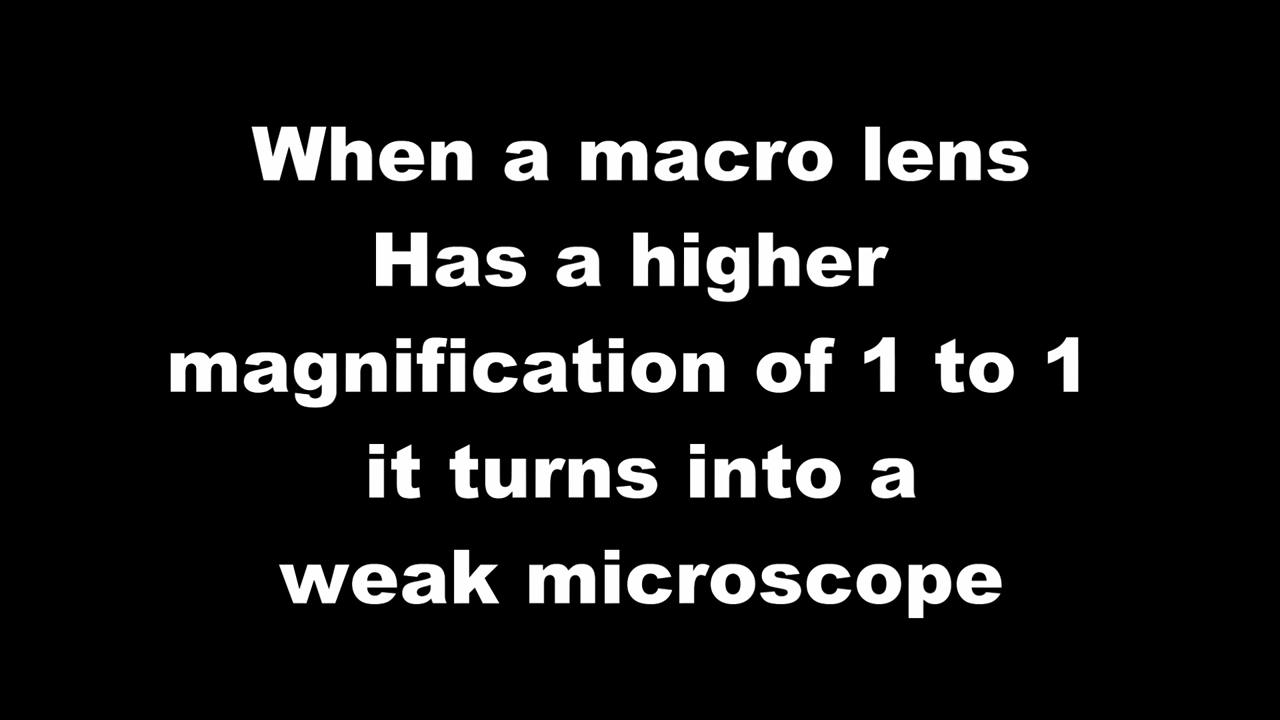 When a macro lens
Has a higher
magnification of 1 to 1
it turns into a
weak microscope